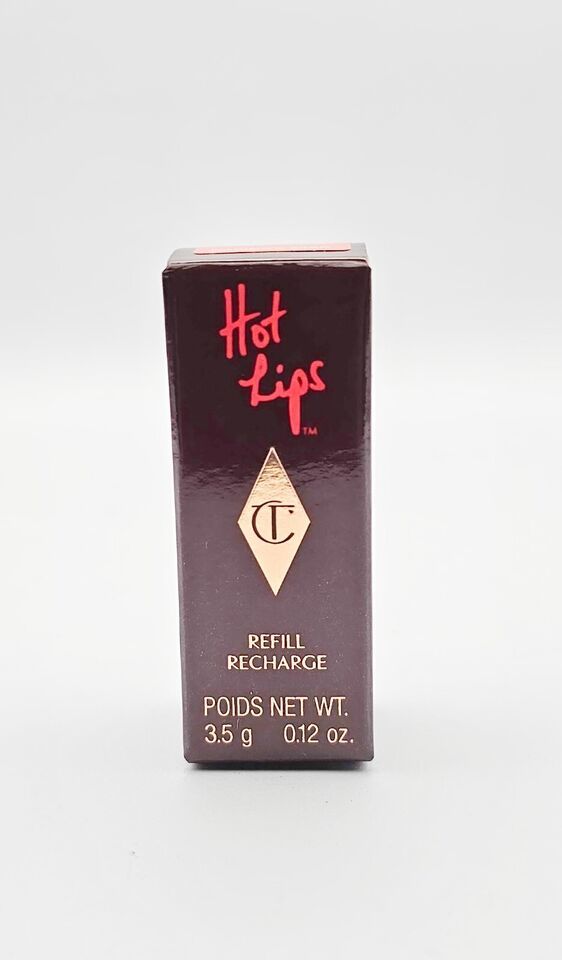 Hot
Lips
TM
CT
REFILL
RECHARGE
POIDS NET WT.
3.5 g 0.12 oz.